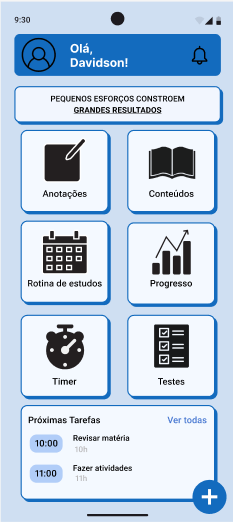 9:30
Olá,
Davidson!
PEQUENOS ESFORÇOS CONSTROEM
GRANDES RESULTADOS
Anotações
Conteúdos
Rotina de estudos
Progresso
Timer
Testes
Próximas Tarefas
Ver todas
10:00
Revisar matéria
10h
11:00
Fazer atividades
11h